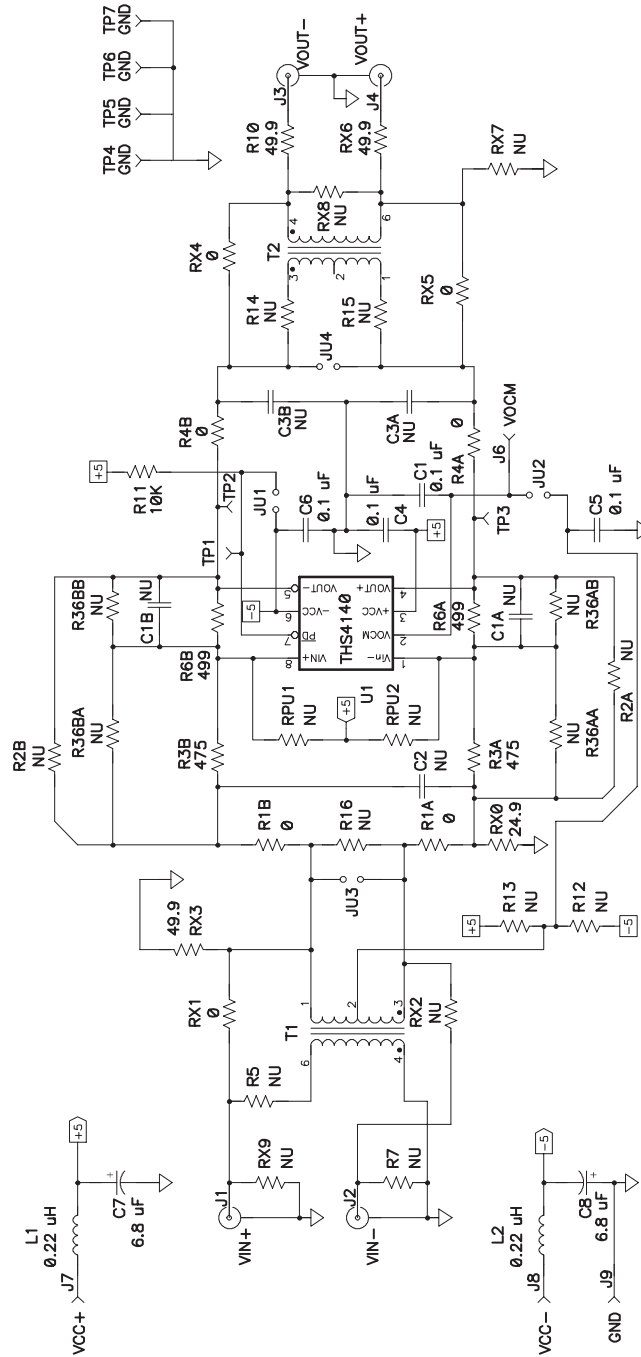 VCC+
J7
L1
0.22 uH
+5
C7
6.8 uF
+
J1
VIN+
RX9
NU
R5
NU
RX1
0
49.9
RX3
J2
VIN-
R7
NU
T1
6
4
1
2
3
RX2
NU
VCC-
J8
L2
0.22 uH
-5
C8
6.8 uF
+
J9
GND
JU3
R1B
0
R16
NU
R1A
0
RX0
24.9
+5
R13
NU
R12
NU
-5
R2B
NU
R36BA
NU
R36BB
NU
C1B
NU
R3B
475
R6B
499
C2
NU
RPU1
NU
+5
RPU2
NU
U1
THS4140
8
VIN+
7
PD
6
-VCC
5
VOUT-
1
Vin-
2
VOCM
3
+VCC
4
VOUT+
R3A
475
R6A
499
C1A
NU
R36AA
NU
R36AB
NU
R2A
NU
+5
R11
10K
TP1
TP2
-5
JU1
C6
0.1 uF
0.1 uF
C4
+5
C1
0.1 uF
TP3
R4B
0
R4A
0
C3B
NU
C3A
NU
J6
VOCM
JU2
C5
0.1 uF
JU4
R14
NU
R15
NU
RX4
0
RX5
0
T2
3
2
1
4
6
RX8
NU
R10
49.9
RX6
49.9
J3
VOUT-
J4
VOUT+
RX7
NU
TP4
GND
TP5
GND
TP6
GND
TP7
GND